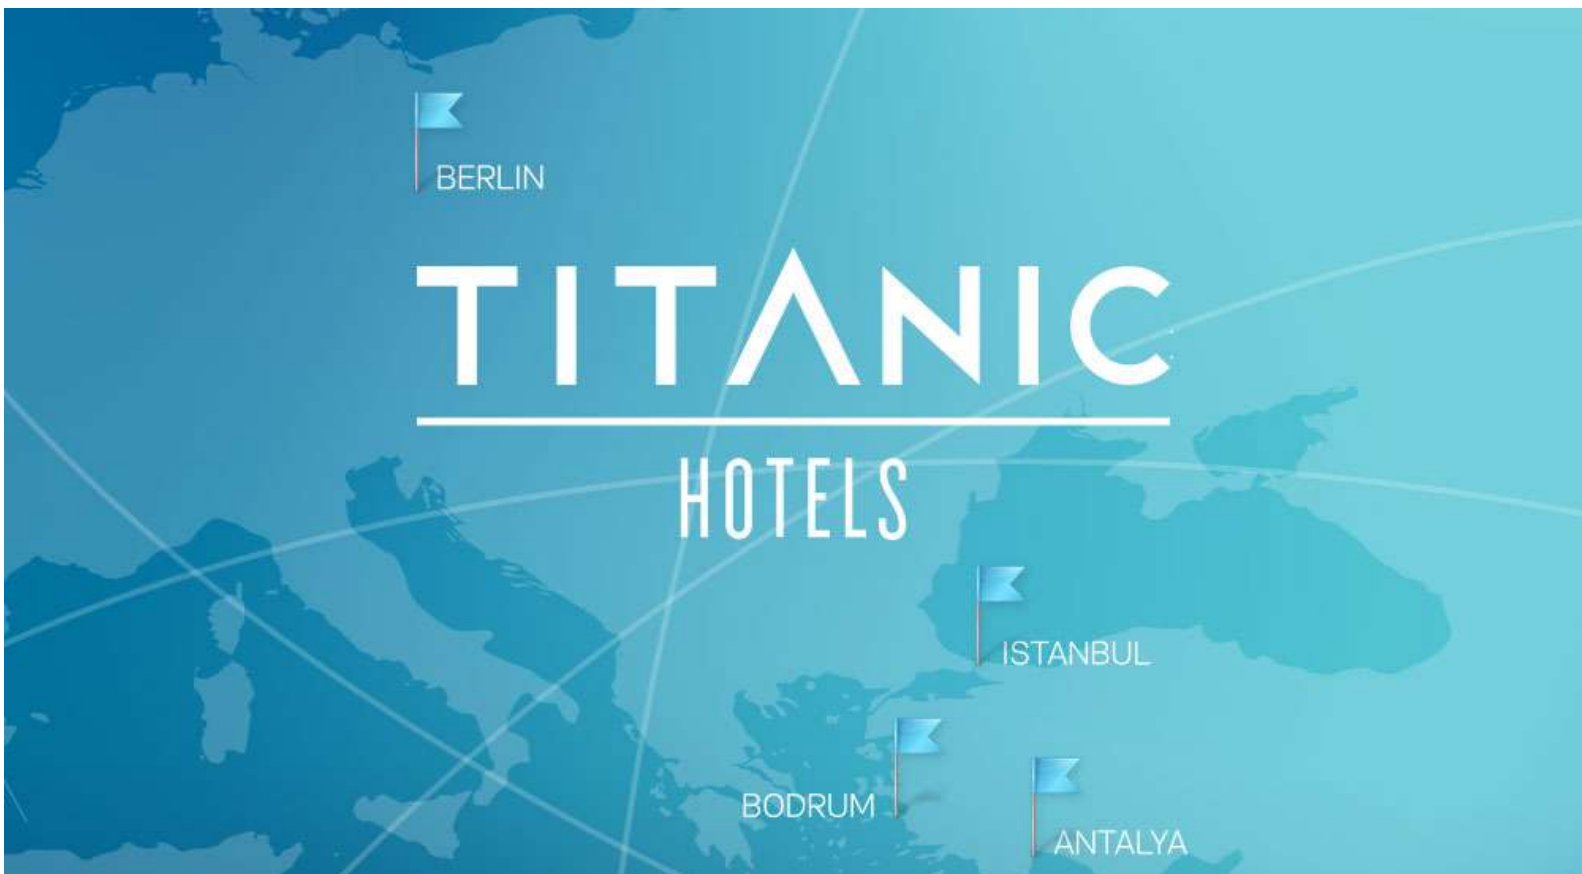 BERLIN
TITANIC
HOTELS
ISTANBUL
BODRUM
ANTALYA